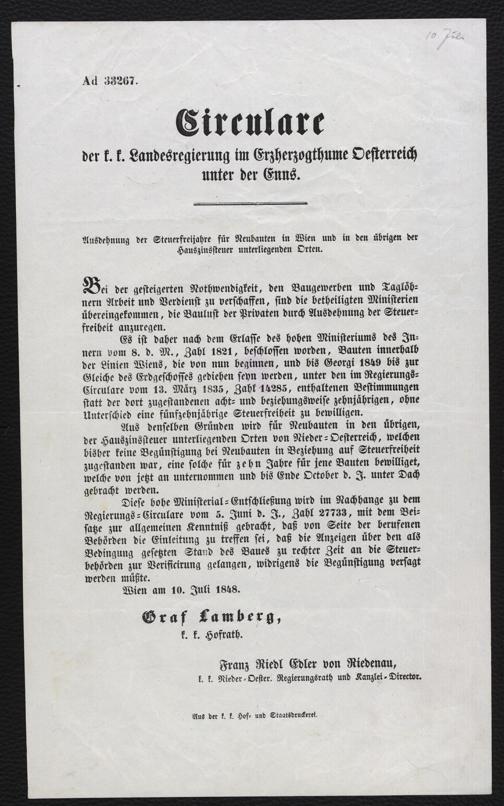 10. Juli
Ad 33267.
Circulare
der k. k. Landesregierung im Erzherzogthume Oesterreich
unter der Enns.
Ausdehnung der Steuerfreijahre für Neubauten in Wien und in den übrigen der
Hauszinssteuer unterliegenden Orten.
Bei der gesteigerten Nothwendigkeit, den Baugewerben und Taglöh-
nern Arbeit und Verdienst zu verschaffen, sind die betheiligten Ministerien
übereingekommen, die Baulust der Privaten durch Ausdehnung der Steuer-
freiheit anzuregen.
Es ist daher nach dem Erlasse des hohen Ministeriums des In-
nern vom 8. d. M., Zahl 1821, beschlossen worden, Bauten innerhalb
der Linien Wiens, die von nun beginnen, und bis Georgi 1849 bis zur
Gleiche des Erdgeschosses gediehen seyn werden, unter den im Regierungs-
Circulare vom 13. März 1835, Zahl 14285, enthaltenen Bestimmungen
statt der dort zugestandenen acht- und beziehungsweise zehnjährigen, ohne
Unterschied eine fünfzehnjährige Steuerfreiheit zu bewilligen.
Aus denselben Gründen wird für Neubauten in den übrigen,
der Hauszinssteuer unterliegenden Orten von Nieder-Oesterreich, welchen
bisher keine Begünstigung bei Neubauten in Beziehung auf Steuerfreiheit
zugestanden war, eine solche für zehn Jahre für jene Bauten bewilliget,
welche von jetzt an unternommen und bis Ende October d. J. unter Dach
gebracht werden.
Diese hohe Ministerial-Entschließung wird im Nachhange zu dem
Regierungs-Circulare vom 5. Juni d. J., Zahl 27733, mit dem Bei-
satze zur allgemeinen Kenntniß gebracht, daß von Seite der berufenen
Behörden die Einleitung zu treffen sei, daß die Anzeigen über den als
Bedingung gesetzten Stand des Baues zu rechter Zeit an die Steuer-
behörden zur Verificirung gelangen, widrigens die Begünstigung versagt
werden müßte.
Wien am 10. Juli 1848.
Graf Lamberg,
k. k. Hofrath.
Franz Riedl Edler von Riedenau,
k. k. Nieder-Oester. Regierungsrath und Kanzlei-Director.
Aus der k. k. Hof- und Staatsdruckerei.